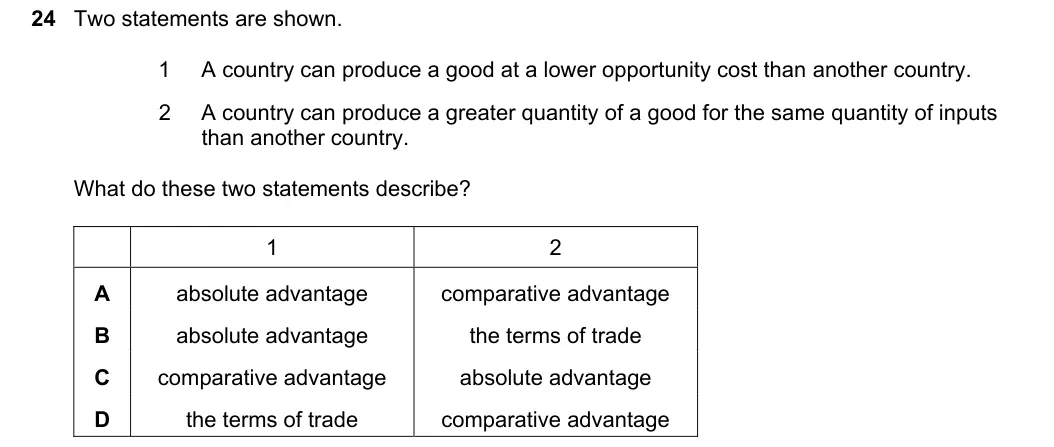 24 Two statements are shown.
1 A country can produce a good at a lower opportunity cost than another country.
2 A country can produce a greater quantity of a good for the same quantity of inputs
than another country.
What do these two statements describe?
1 2
A absolute advantage comparative advantage
B absolute advantage the terms of trade
C comparative advantage absolute advantage
D the terms of trade comparative advantage